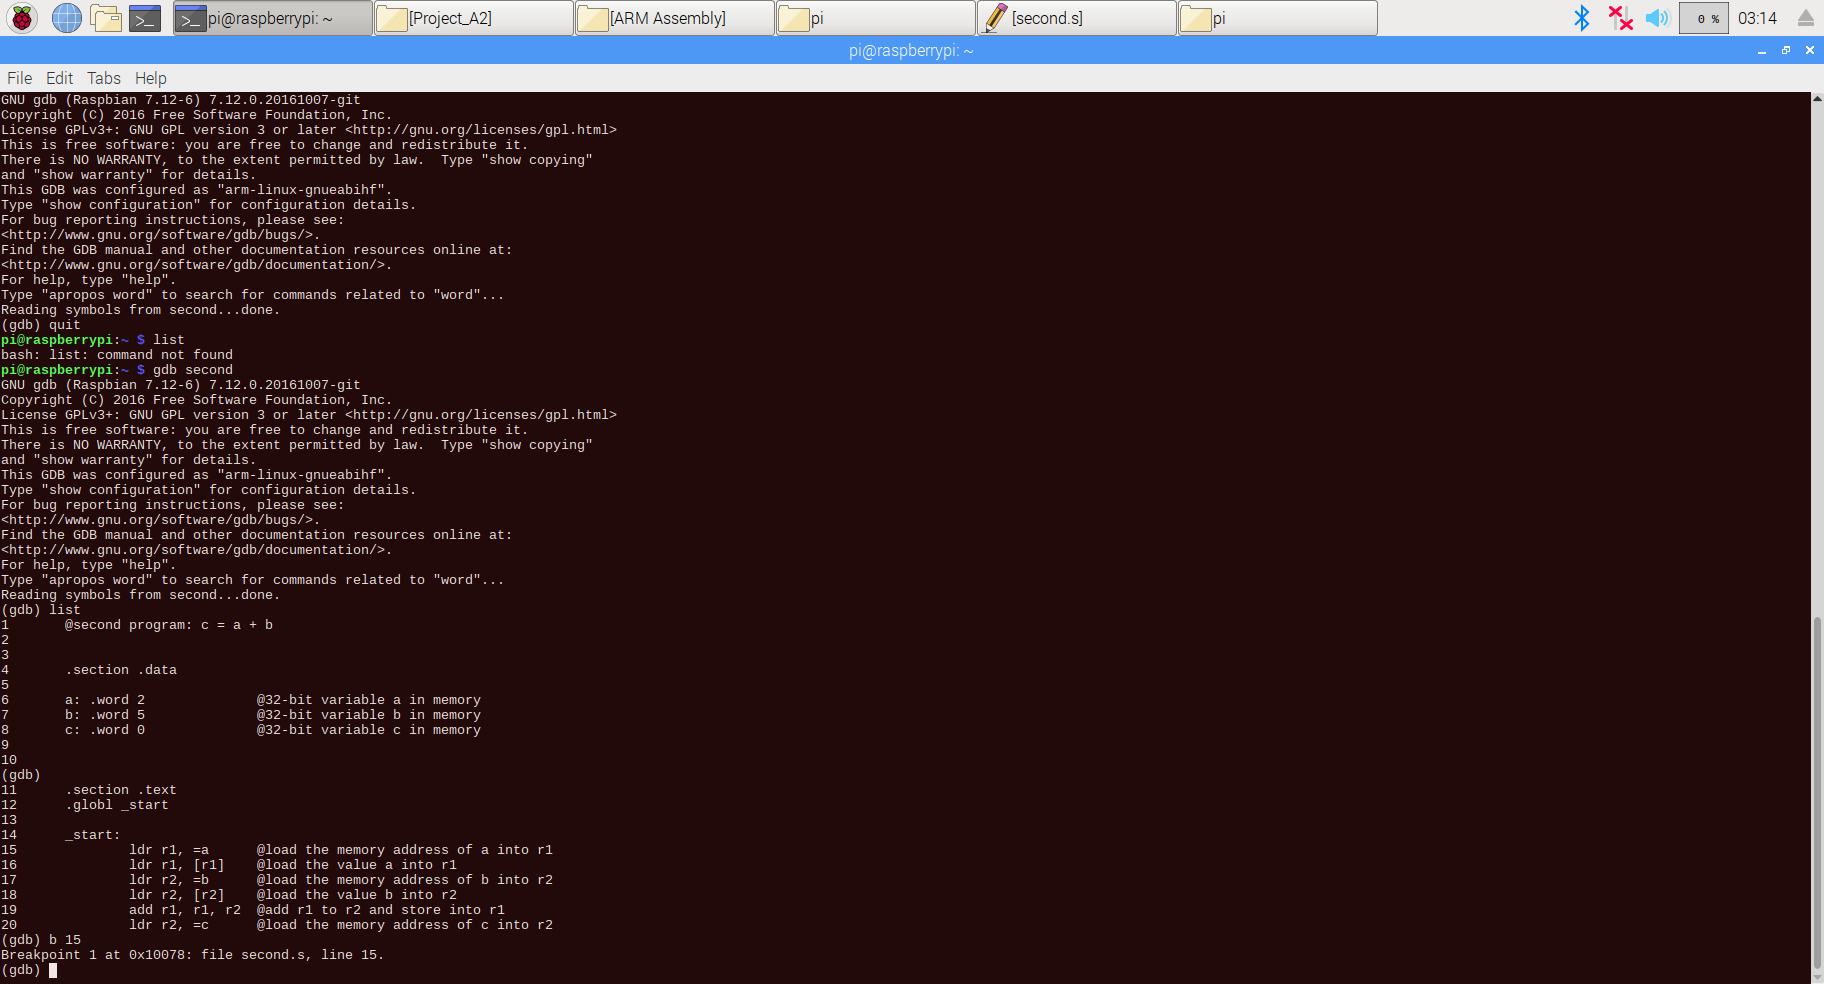 pi@raspberrypi: ~ [Project_A2] [ARM Assembly] pi [second.s] pi 0 % 03:14
pi@raspberrypi: ~
File Edit Tabs Help
GNU gdb (Raspbian 7.12-6) 7.12.0.20161007-git
Copyright (C) 2016 Free Software Foundation, Inc.
License GPLv3+: GNU GPL version 3 or later <http://gnu.org/licenses/gpl.html>
This is free software: you are free to change and redistribute it.
There is NO WARRANTY, to the extent permitted by law.  Type "show copying"
and "show warranty" for details.
This GDB was configured as "arm-linux-gnueabihf".
Type "show configuration" for configuration details.
For bug reporting instructions, please see:
<http://www.gnu.org/software/gdb/bugs/>.
Find the GDB manual and other documentation resources online at:
<http://www.gnu.org/software/gdb/documentation/>.
For help, type "help".
Type "apropos word" to search for commands related to "word"...
Reading symbols from second...done.
(gdb) quit
pi@raspberrypi:~ $ list
bash: list: command not found
pi@raspberrypi:~ $ gdb second
GNU gdb (Raspbian 7.12-6) 7.12.0.20161007-git
Copyright (C) 2016 Free Software Foundation, Inc.
License GPLv3+: GNU GPL version 3 or later <http://gnu.org/licenses/gpl.html>
This is free software: you are free to change and redistribute it.
There is NO WARRANTY, to the extent permitted by law.  Type "show copying"
and "show warranty" for details.
This GDB was configured as "arm-linux-gnueabihf".
Type "show configuration" for configuration details.
For bug reporting instructions, please see:
<http://www.gnu.org/software/gdb/bugs/>.
Find the GDB manual and other documentation resources online at:
<http://www.gnu.org/software/gdb/documentation/>.
For help, type "help".
Type "apropos word" to search for commands related to "word"...
Reading symbols from second...done.
(gdb) list
1       @second program: c = a + b
2
3
4       .section .data
5
6       a: .word 2              @32-bit variable a in memory
7       b: .word 5              @32-bit variable b in memory
8       c: .word 0              @32-bit variable c in memory
9
10
(gdb)
11      .section .text
12      .globl _start
13
14      _start:
15              ldr r1, =a      @load the memory address of a into r1
16              ldr r1, [r1]    @load the value a into r1
17              ldr r2, =b      @load the memory address of b into r2
18              ldr r2, [r2]    @load the value b into r2
19              add r1, r1, r2  @add r1 to r2 and store into r1
20              ldr r2, =c      @load the memory address of c into r2
(gdb) b 15
Breakpoint 1 at 0x10078: file second.s, line 15.
(gdb)